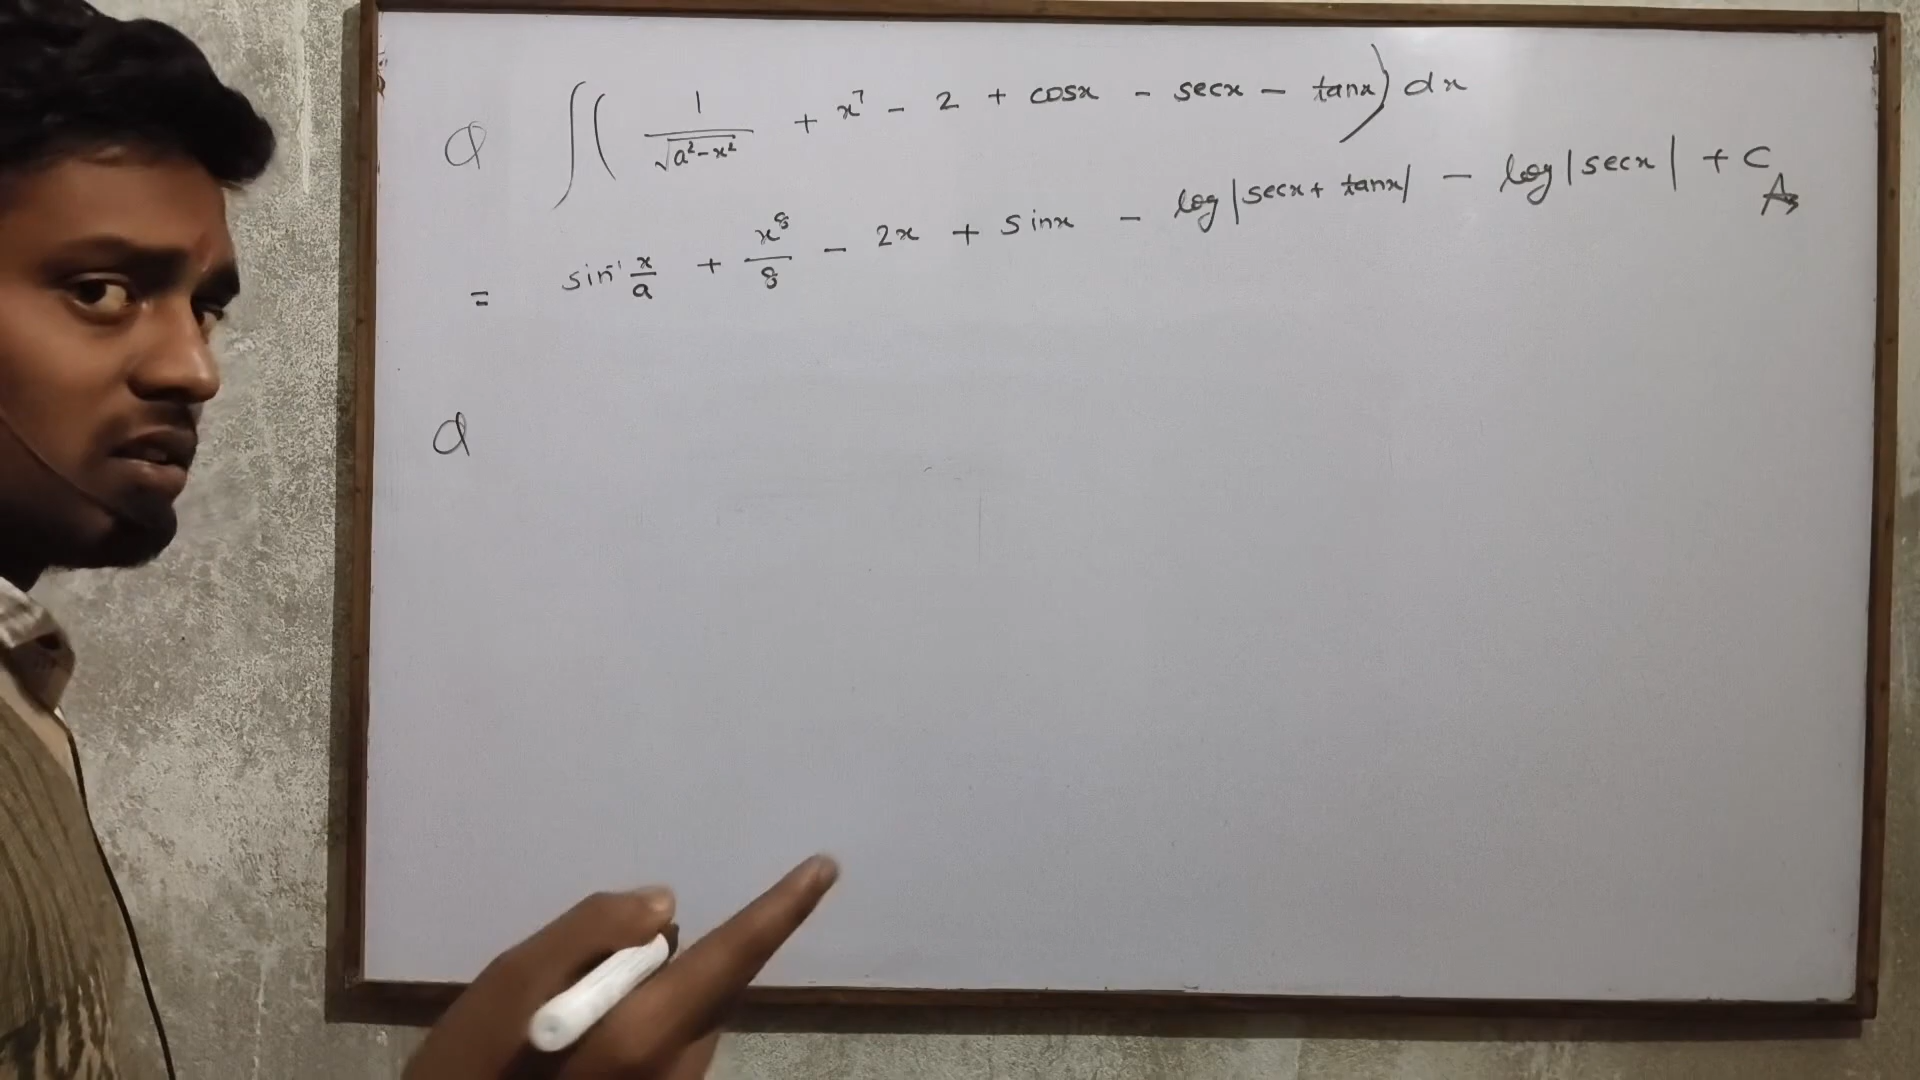 Q ∫( 1/√(a²-x²) + x⁷ - 2 + cosx - secx - tanx) dx
= sin⁻¹ x/a + x⁸/8 - 2x + sinx - log|secx + tanx| - log|secx| + C As
Q